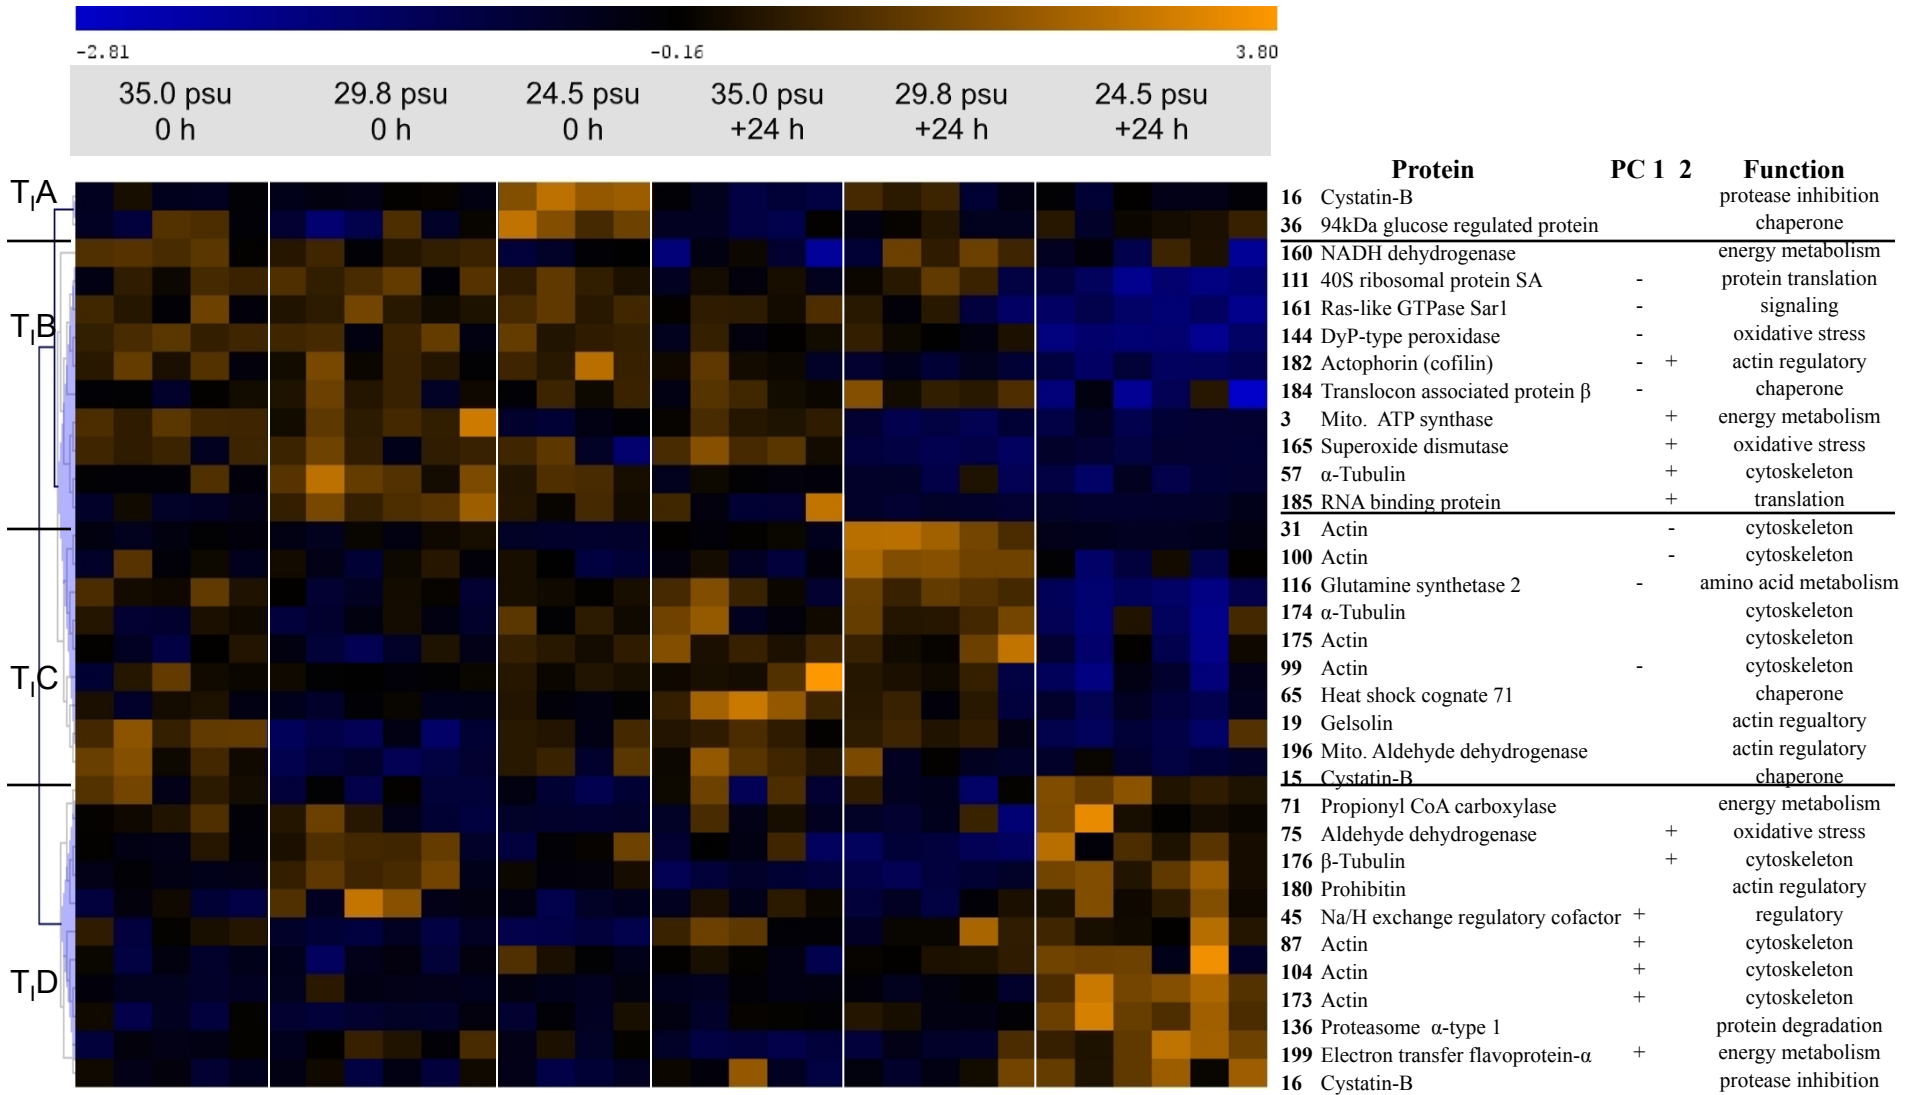 -2.81 -0.16 3.80
35.0 psu 29.8 psu 24.5 psu 35.0 psu 29.8 psu 24.5 psu
0 h 0 h 0 h +24 h +24 h +24 h
Protein PC 1 2 Function
TIA
16 Cystatin-B protease inhibition
36 94kDa glucose regulated protein chaperone
160 NADH dehydrogenase energy metabolism
111 40S ribosomal protein SA - protein translation
161 Ras-like GTPase Sar1 - signaling
TIB
144 DyP-type peroxidase - oxidative stress
182 Actophorin (cofilin) - + actin regulatory
184 Translocon associated protein β - chaperone
3 Mito. ATP synthase + energy metabolism
165 Superoxide dismutase + oxidative stress
57 α-Tubulin + cytoskeleton
185 RNA binding protein + translation
31 Actin - cytoskeleton
100 Actin - cytoskeleton
116 Glutamine synthetase 2 - amino acid metabolism
174 α-Tubulin cytoskeleton
175 Actin cytoskeleton
99 Actin - cytoskeleton
TIC
65 Heat shock cognate 71 chaperone
19 Gelsolin actin regualtory
196 Mito. Aldehyde dehydrogenase actin regulatory
15 Cystatin-B chaperone
71 Propionyl CoA carboxylase energy metabolism
75 Aldehyde dehydrogenase + oxidative stress
176 β-Tubulin + cytoskeleton
180 Prohibitin actin regulatory
45 Na/H exchange regulatory cofactor + regulatory
87 Actin + cytoskeleton
104 Actin + cytoskeleton
TID
173 Actin + cytoskeleton
136 Proteasome α-type 1 protein degradation
199 Electron transfer flavoprotein-α + energy metabolism
16 Cystatin-B protease inhibition